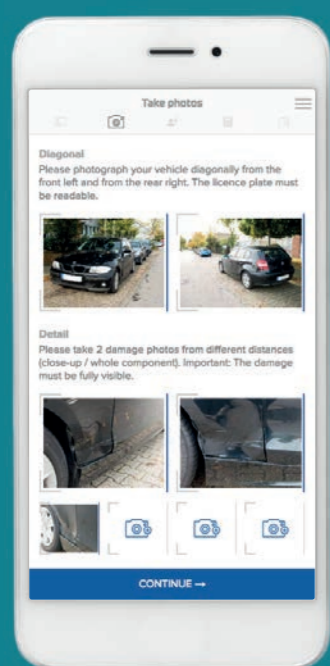 Take photos
Diagonal
Please photograph your vehicle diagonally from the
front left and from the rear right. The licence plate must
be readable.
Detail
Please take 2 damage photos from different distances
(close-up / whole component). Important: The damage
must be fully visible.
CONTINUE →